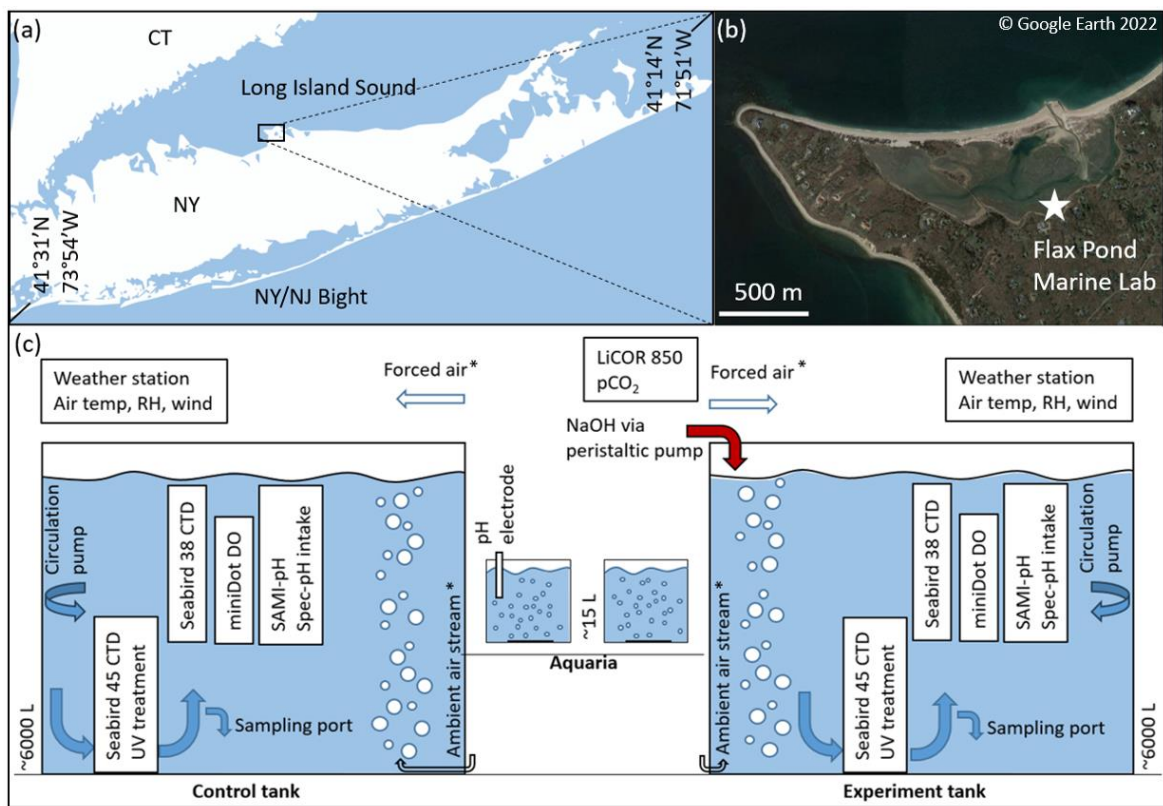 (a)
CT
Long Island Sound
NY
NY/NJ Bight
41°31'N
73°54'W
41°14'N
71°51'W
(b)
© Google Earth 2022
Flax Pond
Marine Lab
500 m
(c)
Weather station
Air temp, RH, wind
Forced air*
LiCOR 850
pCO₂
Forced air*
Weather station
Air temp, RH, wind
NaOH via
peristaltic pump
Circulation
pump
Seabird 38 CTD
miniDot DO
SAMI-pH
Spec-pH intake
Seabird 45 CTD
UV treatment
Sampling port
Ambient air stream*
~6000 L
Control tank
pH
electrode
~15 L
Aquaria
Ambient air stream*
Seabird 45 CTD
UV treatment
Seabird 38 CTD
miniDot DO
SAMI-pH
Spec-pH intake
Circulation
pump
Sampling port
~6000 L
Experiment tank